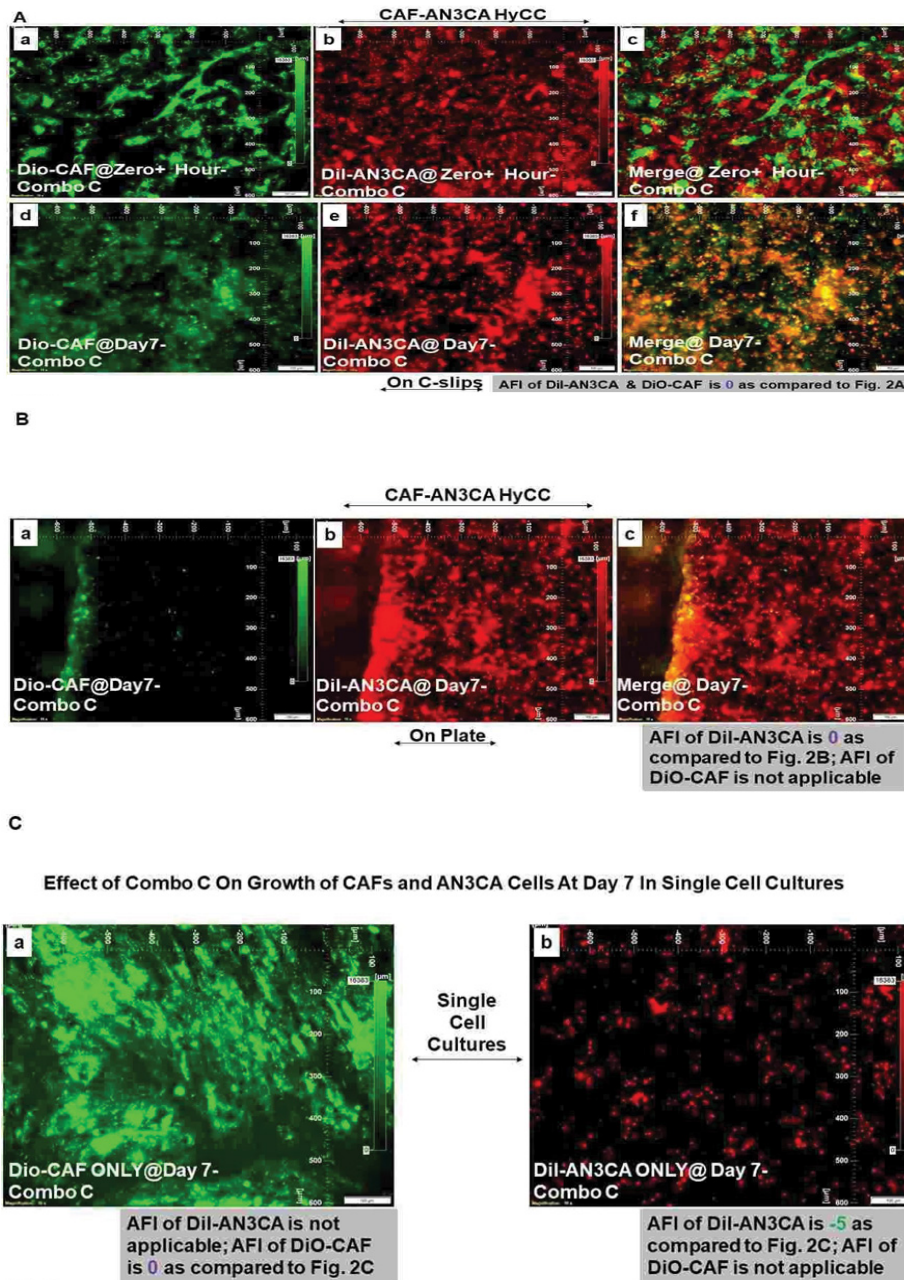 A
CAF-AN3CA HyCC
a
b
c
Dio-CAF@Zero+ Hour-
Combo C
DiI-AN3CA@Zero+ Hour-
Combo C
Merge@ Zero+ Hour-
Combo C
d
e
f
Dio-CAF@Day7-
Combo C
DiI-AN3CA@ Day7-
Combo C
Merge@ Day7-
Combo C
On C-slips
AFI of DiI-AN3CA & DiO-CAF is 0 as compared to Fig. 2A
B
CAF-AN3CA HyCC
a
b
c
Dio-CAF@Day7-
Combo C
DiI-AN3CA@ Day7-
Combo C
Merge@ Day7-
Combo C
On Plate
AFI of DiI-AN3CA is 0 as
compared to Fig. 2B; AFI of
DiO-CAF is not applicable
C
Effect of Combo C On Growth of CAFs and AN3CA Cells At Day 7 In Single Cell Cultures
a
b
Single
Cell
Cultures
Dio-CAF ONLY@Day 7-
Combo C
DiI-AN3CA ONLY@ Day 7-
Combo C
AFI of DiI-AN3CA is not
applicable; AFI of DiO-CAF
is 0 as compared to Fig. 2C
AFI of DiI-AN3CA is -5 as
compared to Fig. 2C; AFI of
DiO-CAF is not applicable